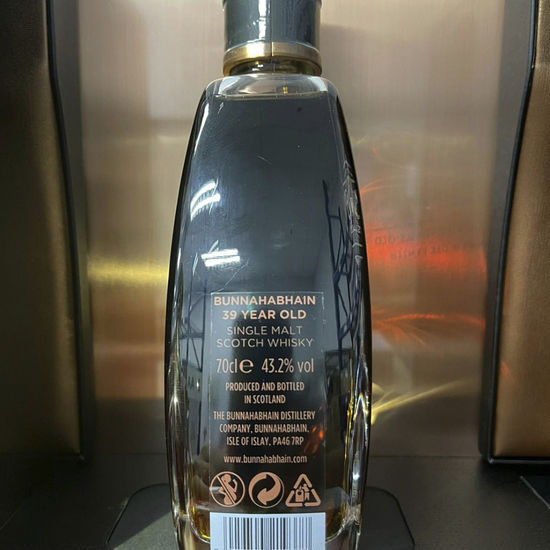 BUNNAHABHAIN
39 YEAR OLD
SINGLE MALT
SCOTCH WHISKY
70cl e 43.2% vol
PRODUCED AND BOTTLED
IN SCOTLAND
THE BUNNAHABHAIN DISTILLERY
COMPANY, BUNNAHABHAIN,
ISLE OF ISLAY, PA46 7RP
www.bunnahabhain.com